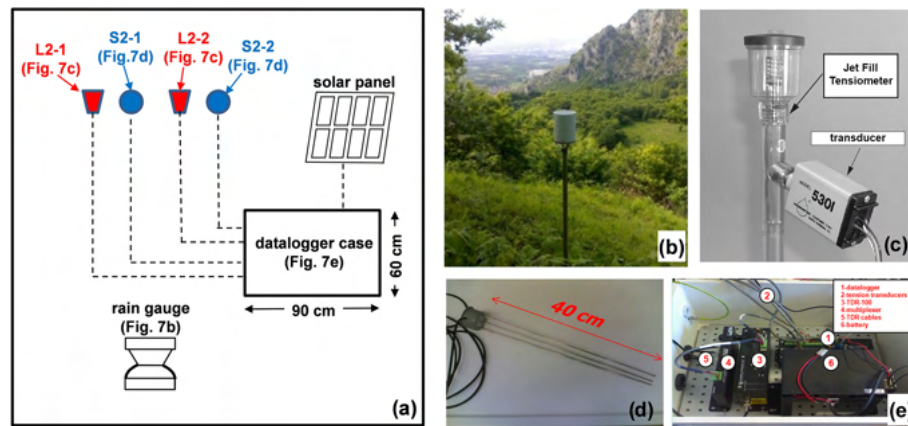 L2-1
(Fig. 7c)
S2-1
(Fig.7d)
L2-2
(Fig. 7c)
S2-2
(Fig. 7d)
solar panel
datalogger case
(Fig. 7e)
60 cm
90 cm
rain gauge
(Fig. 7b)
(a)
(b)
Jet Fill
Tensiometer
transducer
MODEL
5301
(c)
40 cm
(d)
1-datalogger
2-tension transducers
3-TDR-100
4-multiplexer
5-TDR cables
6-battery
2
1
5
4
3
6
(e)